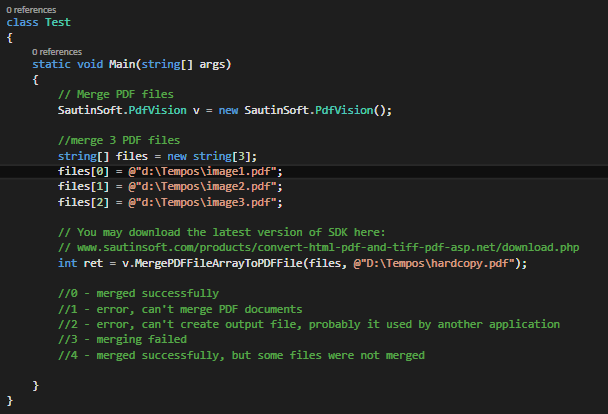 0 references
class Test
{
0 references
static void Main(string[] args)
{
// Merge PDF files
SautinSoft.PdfVision v = new SautinSoft.PdfVision();
//merge 3 PDF files
string[] files = new string[3];
files[0] = @"d:\Tempos\image1.pdf";
files[1] = @"d:\Tempos\image2.pdf";
files[2] = @"d:\Tempos\image3.pdf";
// You may download the latest version of SDK here:
// www.sautinsoft.com/products/convert-html-pdf-and-tiff-pdf-asp.net/download.php
int ret = v.MergePDFFileArrayToPDFFile(files, @"D:\Tempos\hardcopy.pdf");
//0 - merged successfully
//1 - error, can't merge PDF documents
//2 - error, can't create output file, probably it used by another application
//3 - merging failed
//4 - merged successfully, but some files were not merged
}
}